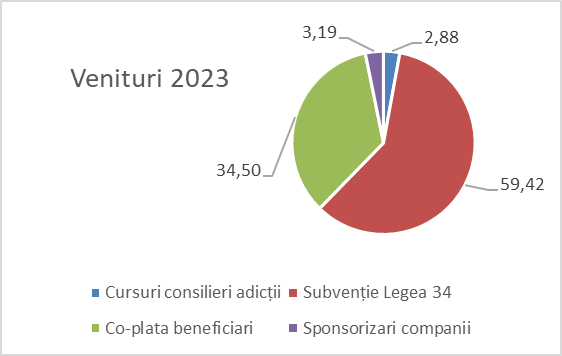 Venituri 2023
3,19
2,88
34,50
59,42
Cursuri consilieri adicții
Subvenție Legea 34
Co-plata beneficiari
Sponsorizari companii